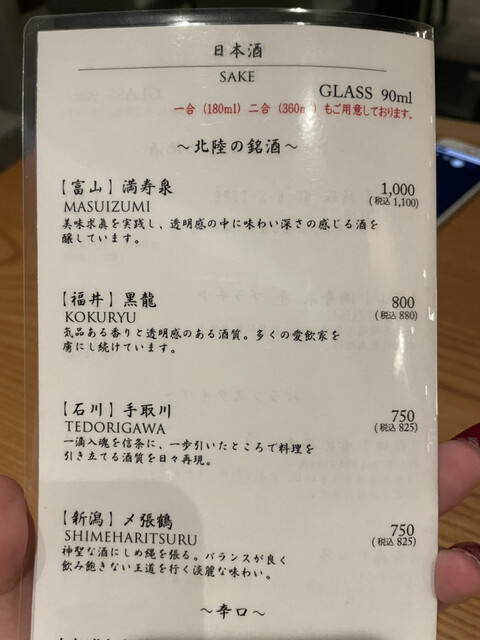 日本酒
SAKE
GLASS 90ml
一合（180ml）二合（360ml）もご用意しております。
～北陸の銘酒～
【富山】満寿泉 1,000
MASUIZUMI （税込 1,100）
美味求眞を実践し、透明感の中に味わい深さの感じる酒を
醸しています。
【福井】黒龍 800
KOKURYU （税込 880）
気品ある香りと透明感のある酒質。多くの愛飲家を
虜にし続けています。
【石川】手取川 750
TEDORIGAWA （税込 825）
一滴入魂を信条に、一歩引いたところで料理を
引き立てる酒質を日々再現。
【新潟】〆張鶴 750
SHIMEHARITSURU （税込 825）
神聖な酒にしめ縄を張る。バランスが良く
飲み飽きない王道を行く淡麗な味わい。
～辛口～